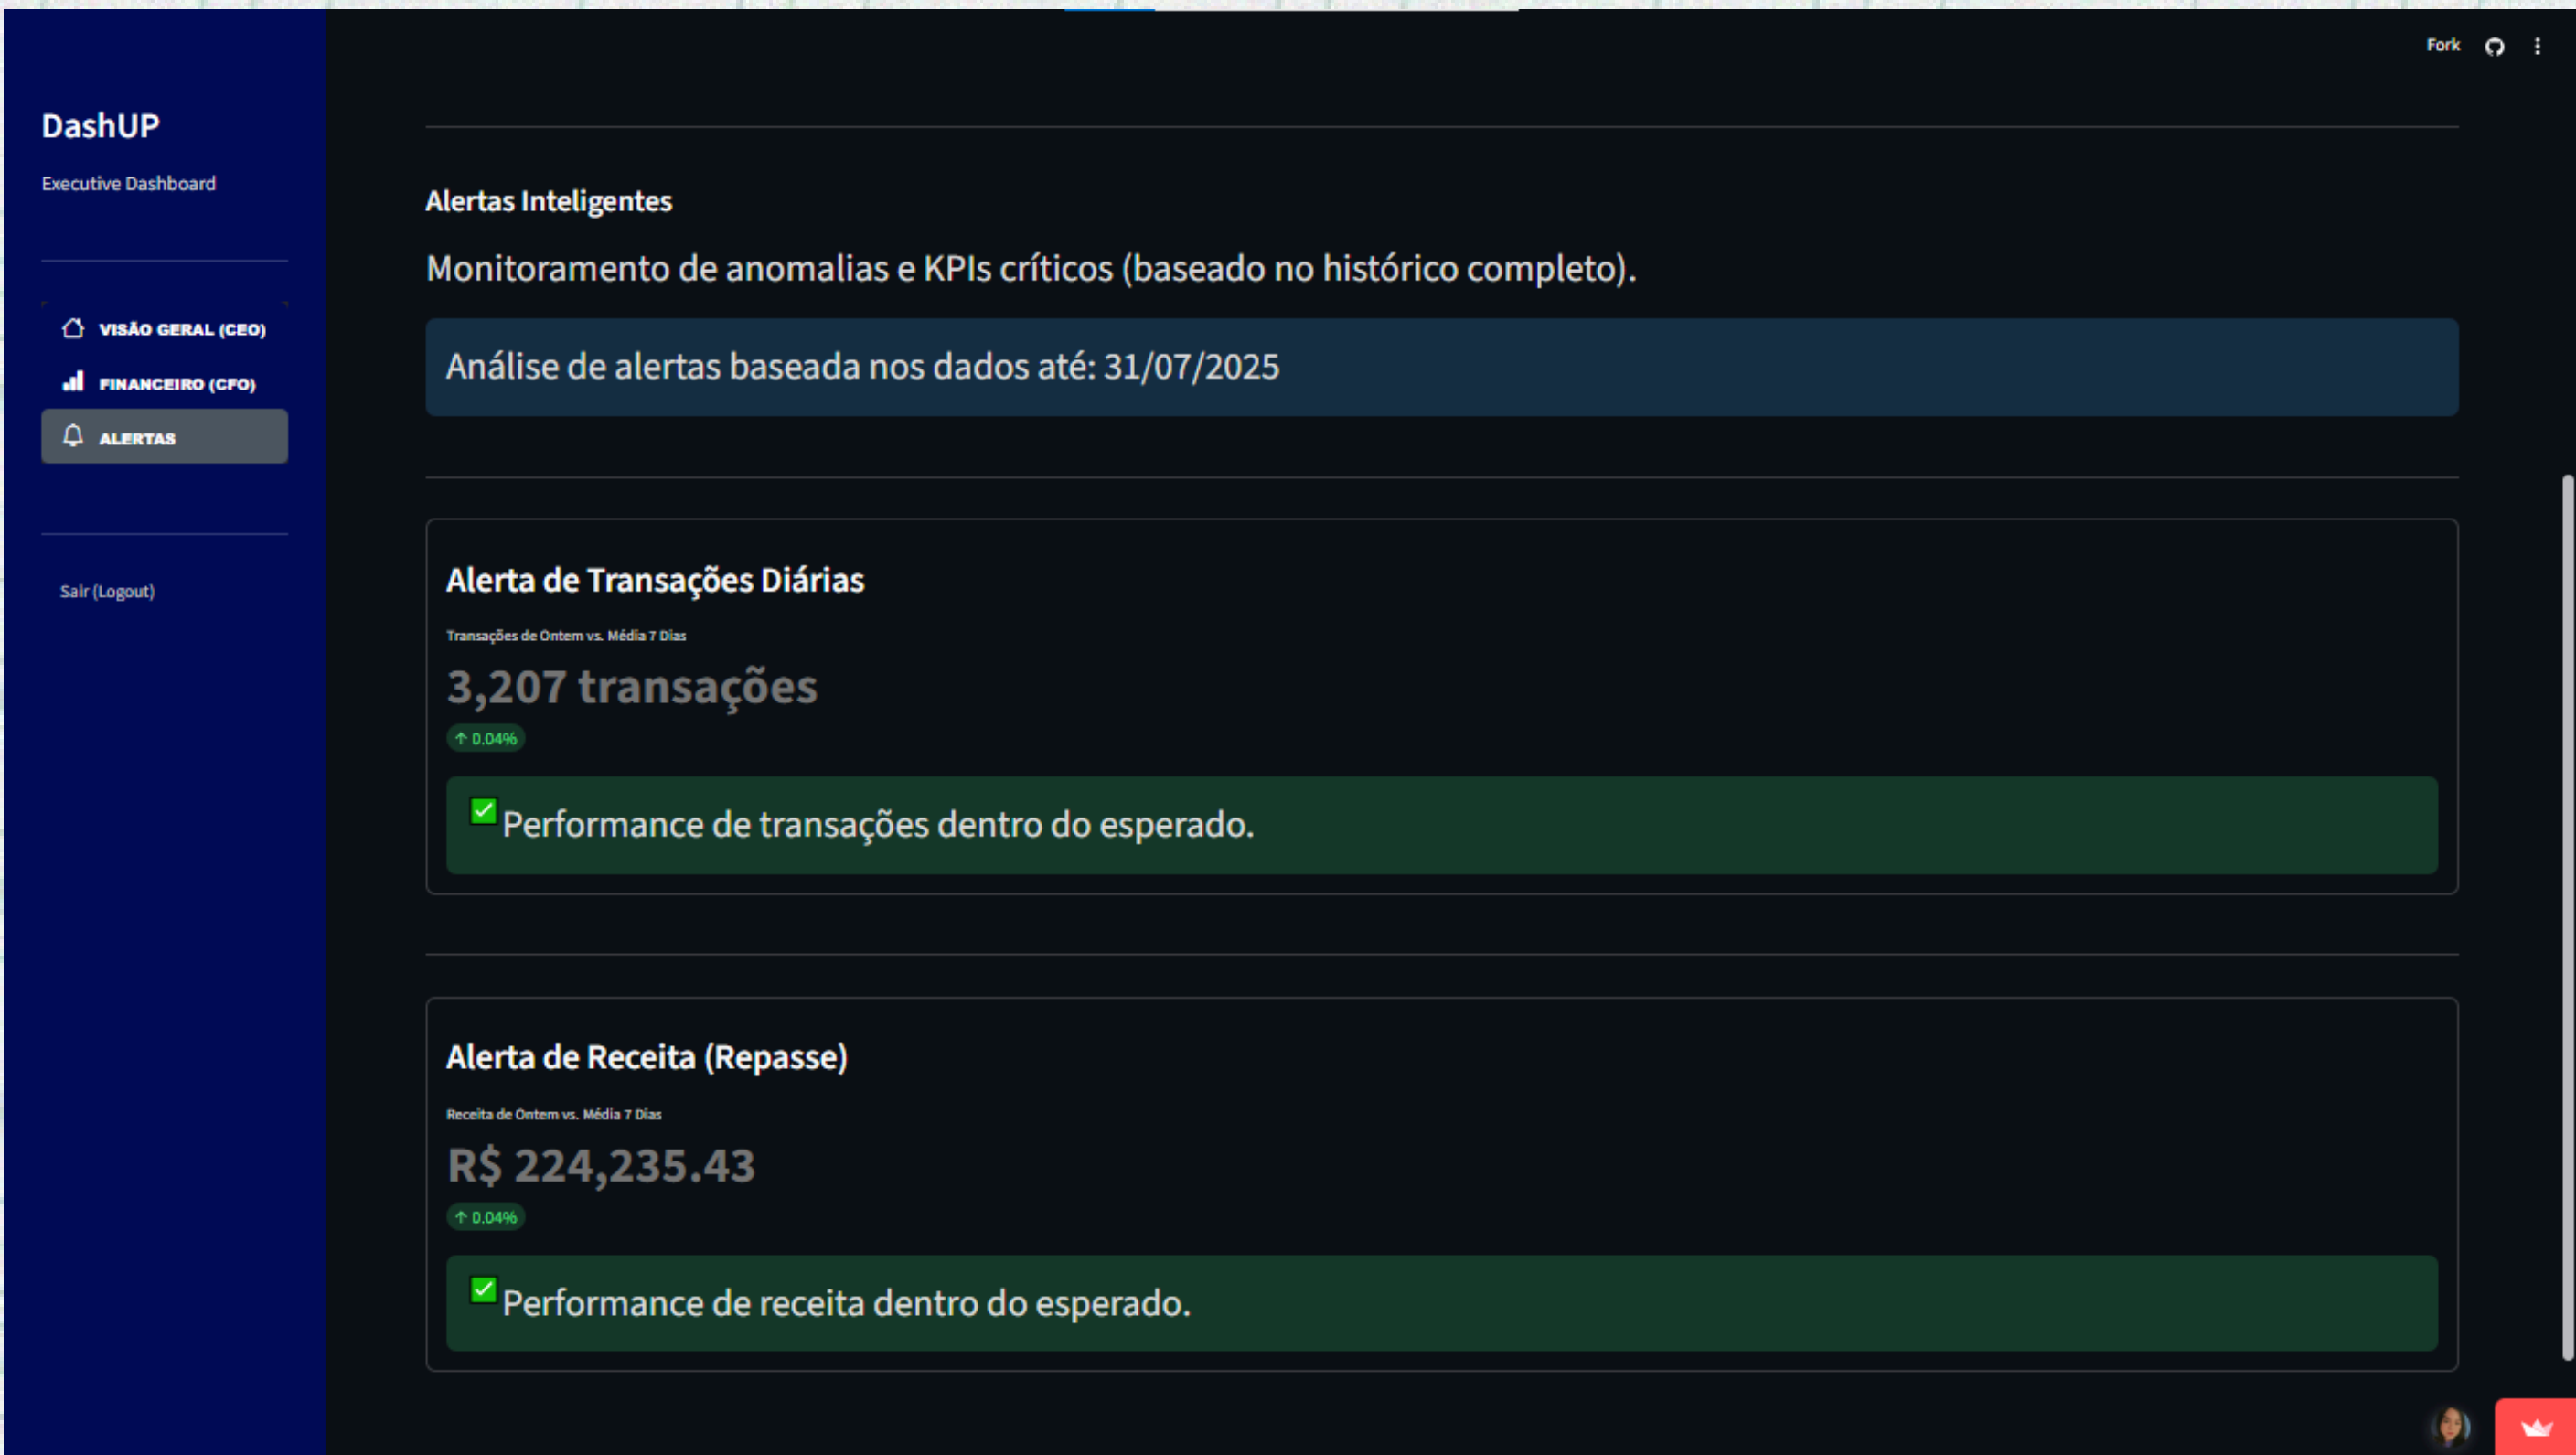 Fork
DashUP
Executive Dashboard
VISÃO GERAL (CEO)
FINANCEIRO (CFO)
ALERTAS
Sair (Logout)
Alertas Inteligentes
Monitoramento de anomalias e KPIs críticos (baseado no histórico completo).
Análise de alertas baseada nos dados até: 31/07/2025
Alerta de Transações Diárias
Transações de Ontem vs. Média 7 Dias
3,207 transações
↑ 0.04%
✅ Performance de transações dentro do esperado.
Alerta de Receita (Repasse)
Receita de Ontem vs. Média 7 Dias
R$ 224,235.43
↑ 0.04%
✅ Performance de receita dentro do esperado.